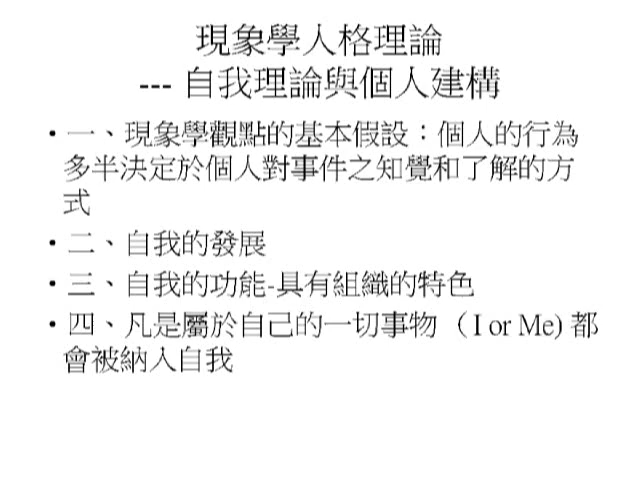 現象學人格理論
--- 自我理論與個人建構
• 一、現象學觀點的基本假設：個人的行為
多半決定於個人對事件之知覺和了解的方
式
• 二、自我的發展
• 三、自我的功能-具有組織的特色
• 四、凡是屬於自己的一切事物 （I or Me) 都
會被納入自我